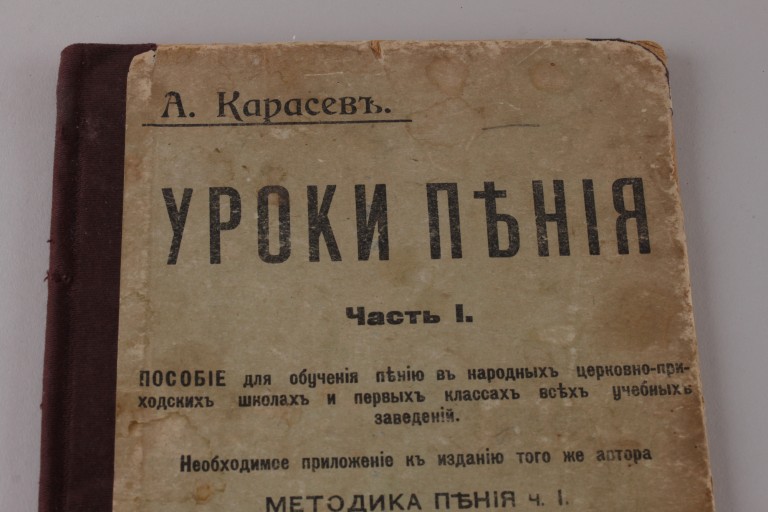 А. Карасевъ.
УРОКИ ПѢНІЯ
Часть I.
ПОСОБІЕ для обученія пѣнію въ народныхъ церковно-при-
ходскихъ школахъ и первыхъ классахъ всѣхъ учебныхъ
заведеній.
Необходимое приложеніе къ изданію того же автора
МЕТОДИКА ПѢНІЯ ч. I.